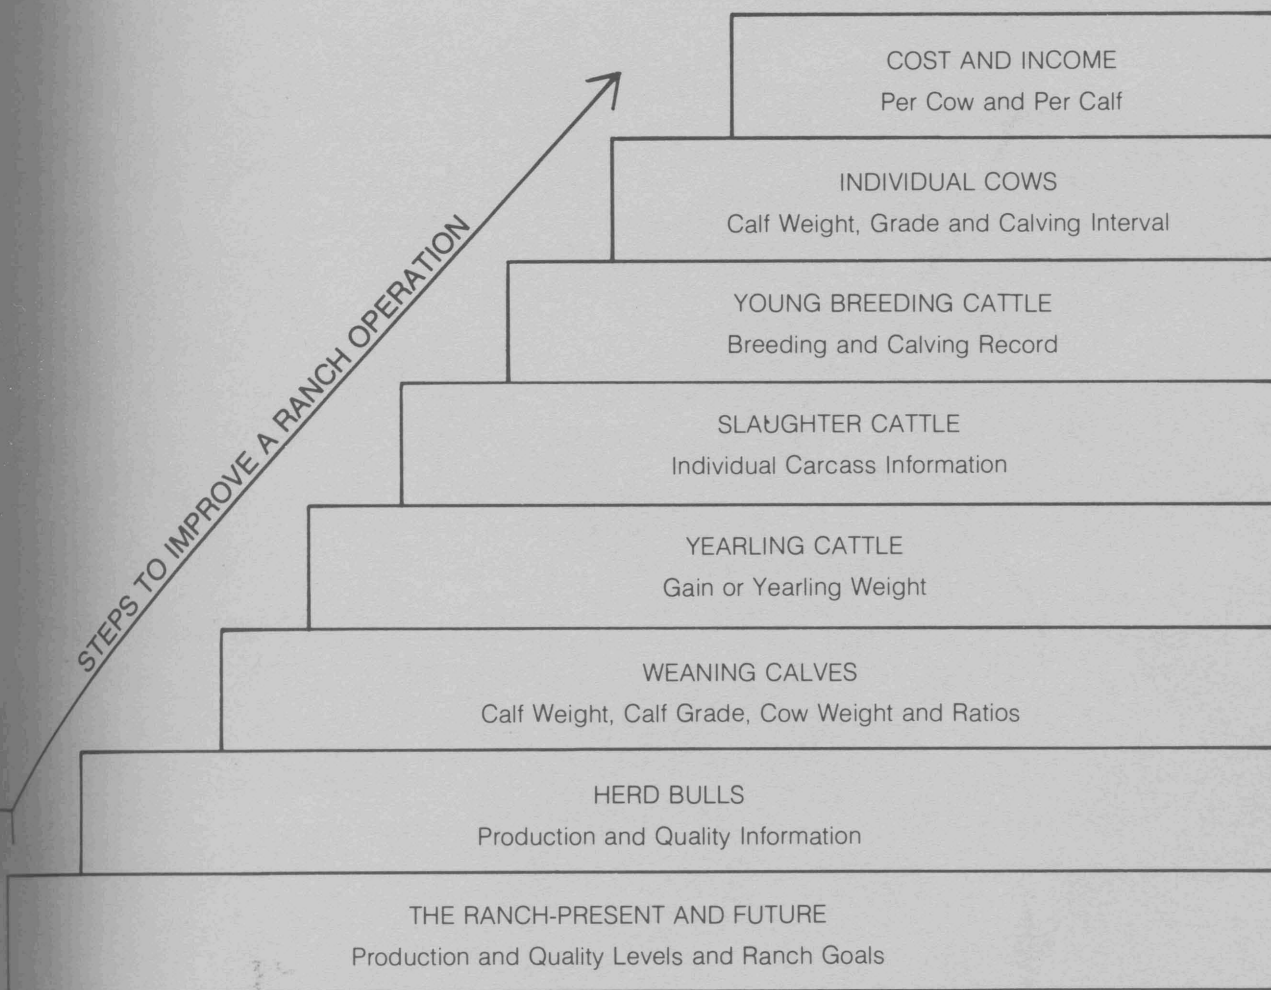 COST AND INCOME
Per Cow and Per Calf
INDIVIDUAL COWS
Calf Weight, Grade and Calving Interval
YOUNG BREEDING CATTLE
Breeding and Calving Record
SLAUGHTER CATTLE
Individual Carcass Information
YEARLING CATTLE
Gain or Yearling Weight
WEANING CALVES
Calf Weight, Calf Grade, Cow Weight and Ratios
HERD BULLS
Production and Quality Information
THE RANCH-PRESENT AND FUTURE
Production and Quality Levels and Ranch Goals
STEPS TO IMPROVE A RANCH OPERATION